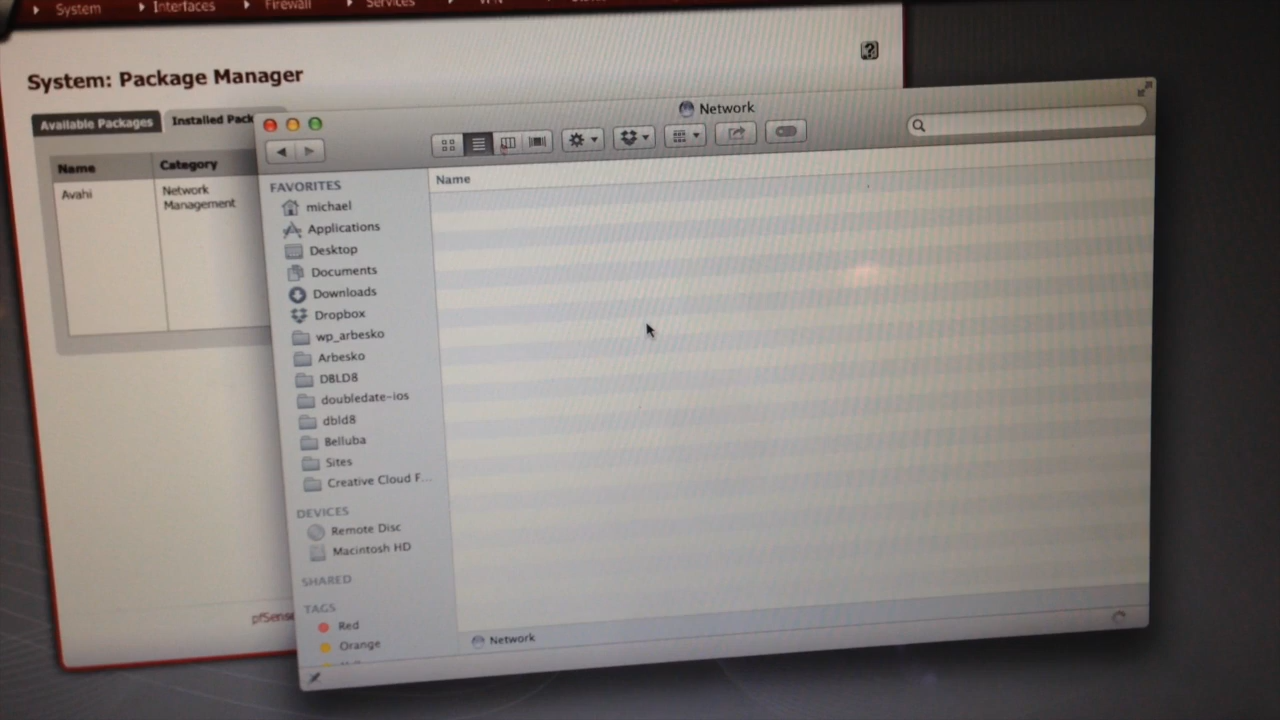 System
Interfaces
Firewall
Services
System: Package Manager
Available Packages
Installed Pack
Name
Category
Avahi
Network
Management
pfSense
Network
FAVORITES
michael
Applications
Desktop
Documents
Downloads
Dropbox
wp_arbesko
Arbesko
DBLD8
doubledate-ios
dbld8
Belluba
Sites
Creative Cloud F...
DEVICES
Remote Disc
Macintosh HD
SHARED
TAGS
Red
Orange
Name
Network